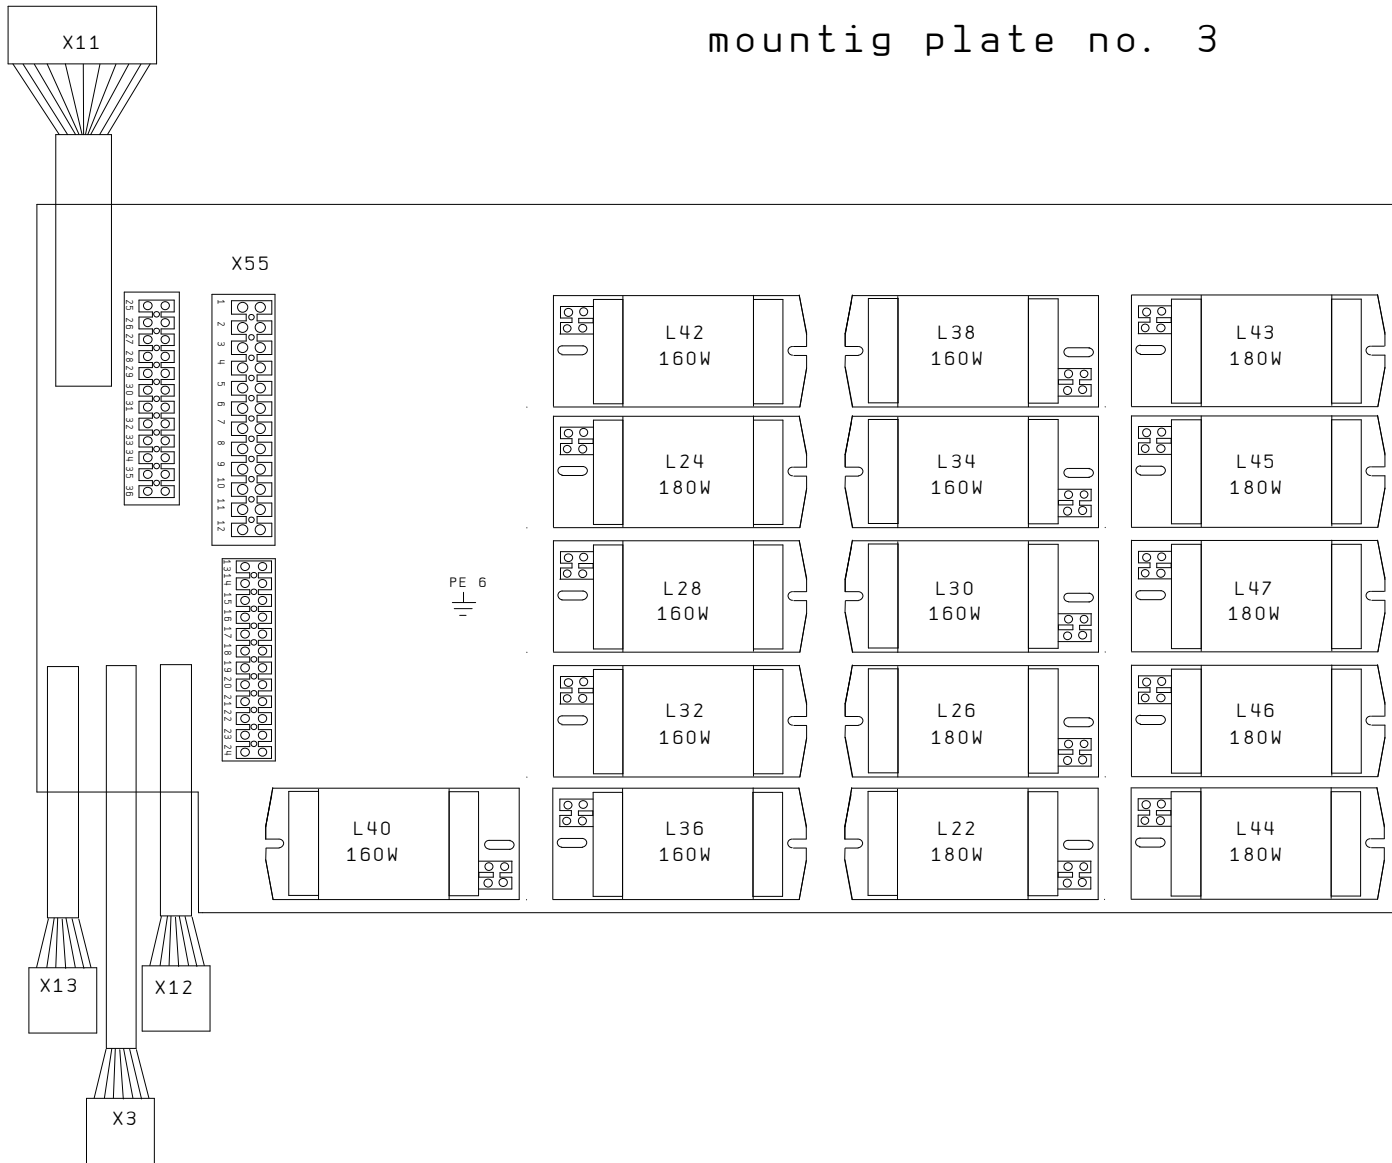 X11
mountig plate no. 3
X55
25
26
27
28
29
30
31
32
33
34
35
36
1
2
3
4
5
6
7
8
9
10
11
12
13
14
15
16
17
18
19
20
21
22
23
24
PE 6
L42
160W
L38
160W
L43
180W
L24
180W
L34
160W
L45
180W
L28
160W
L30
160W
L47
180W
L32
160W
L26
180W
L46
180W
L40
160W
L36
160W
L22
180W
L44
180W
X13
X12
X3